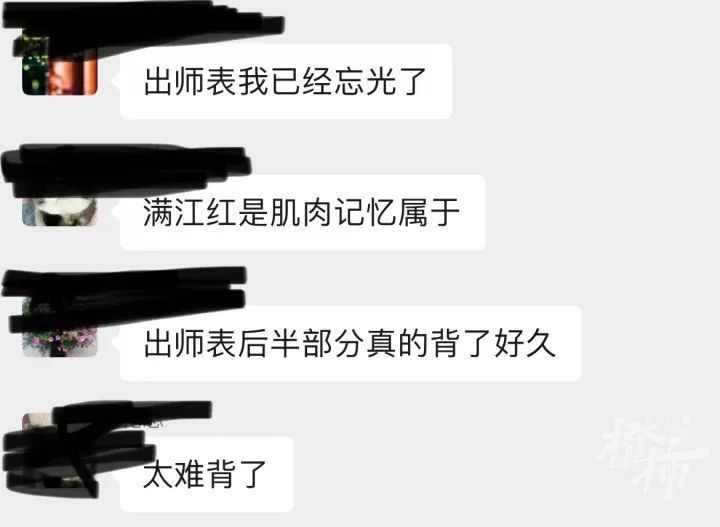 出师表我已经忘光了
满江红是肌肉记忆属于
出师表后半部分真的背了好久
太难背了
橙柿